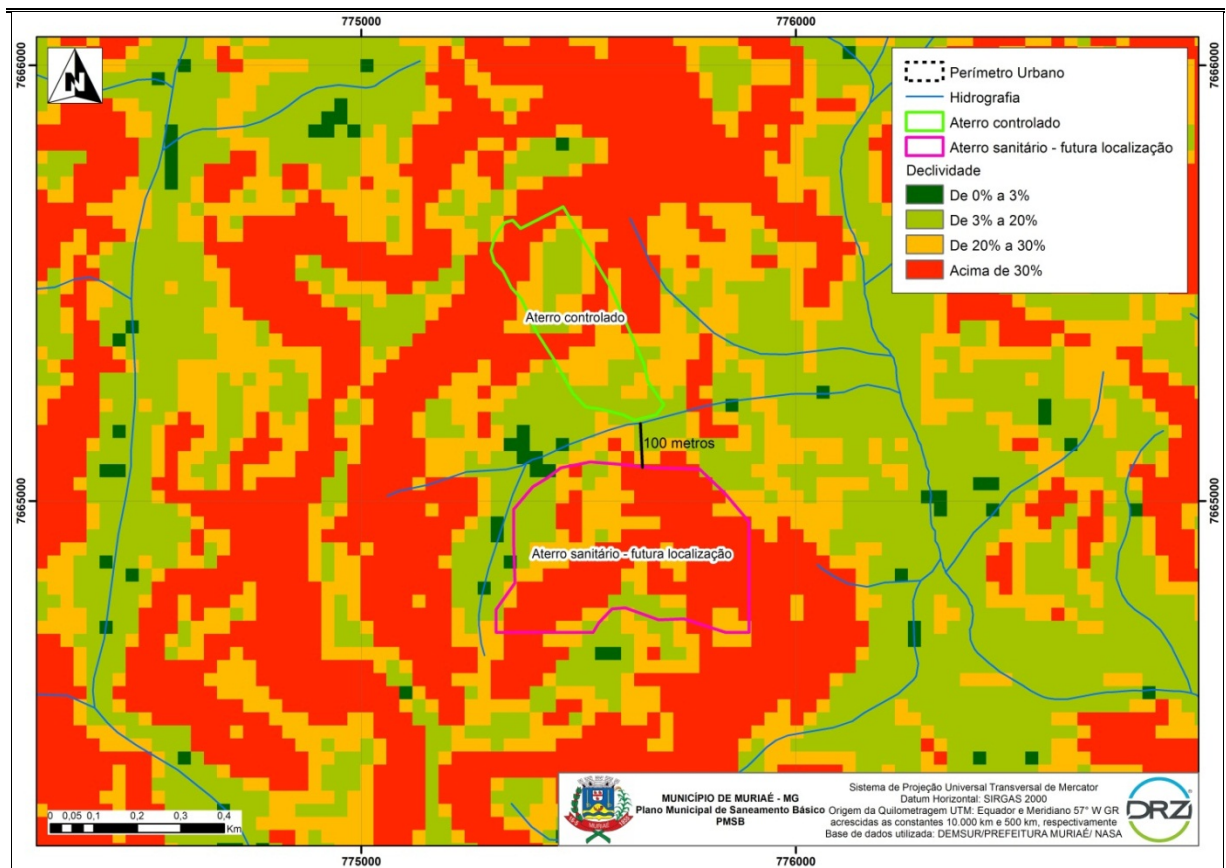 775000
776000
7666000
7666000
N
Perímetro Urbano
Hidrografia
Aterro controlado
Aterro sanitário - futura localização
Declividade
De 0% a 3%
De 3% a 20%
De 20% a 30%
Acima de 30%
Aterro controlado
100 metros
7665000
7665000
Aterro sanitário - futura localização
0 0,05 0,1 0,2 0,3 0,4
Km
MURIAÉ
MUNICÍPIO DE MURIAÉ - MG
Plano Municipal de Saneamento Básico
PMSB
Sistema de Projeção Universal Transversal de Mercator
Datum Horizontal: SIRGAS 2000
Origem da Quilometragem UTM: Equador e Meridiano 57° W GR
acrescidas as constantes 10.000 km e 500 km, respectivamente
Base de dados utilizada: DEMSUR/PREFEITURA MURIAÉ/ NASA
DRZ
775000
776000